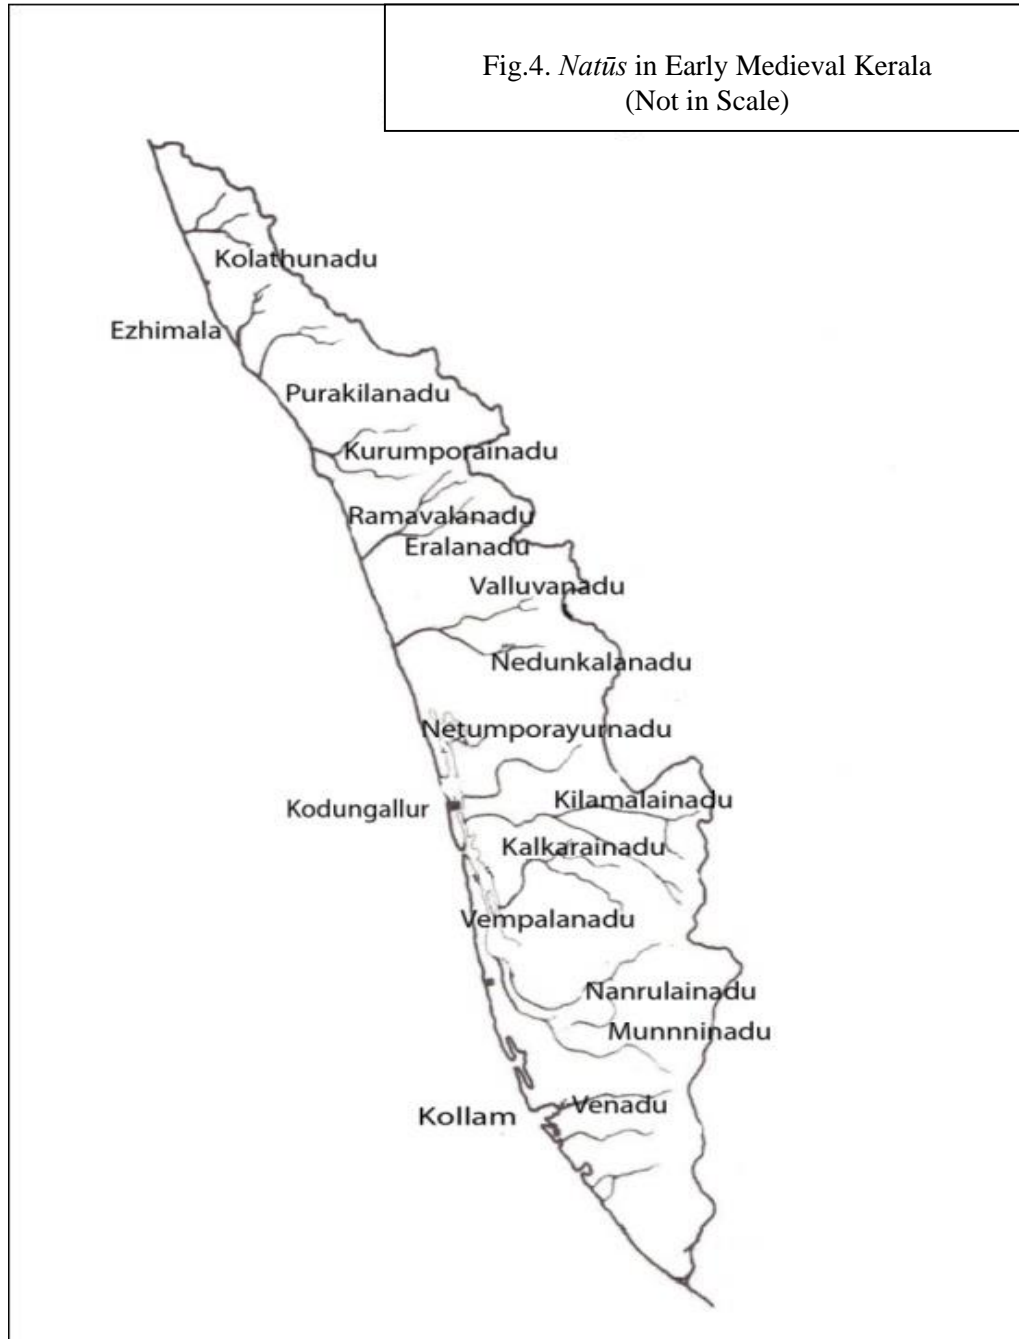 Fig.4. Natūs in Early Medieval Kerala
(Not in Scale)
Kolathunadu
Ezhimala
Purakilanadu
Kurumporainadu
Ramavalanadu
Eralanadu
Valluvanadu
Nedunkalanadu
Netumporayurnadu
Kilamalainadu
Kodungallur
Kalkarainadu
Vempalanadu
Nanrulainadu
Munnninadu
Venadu
Kollam